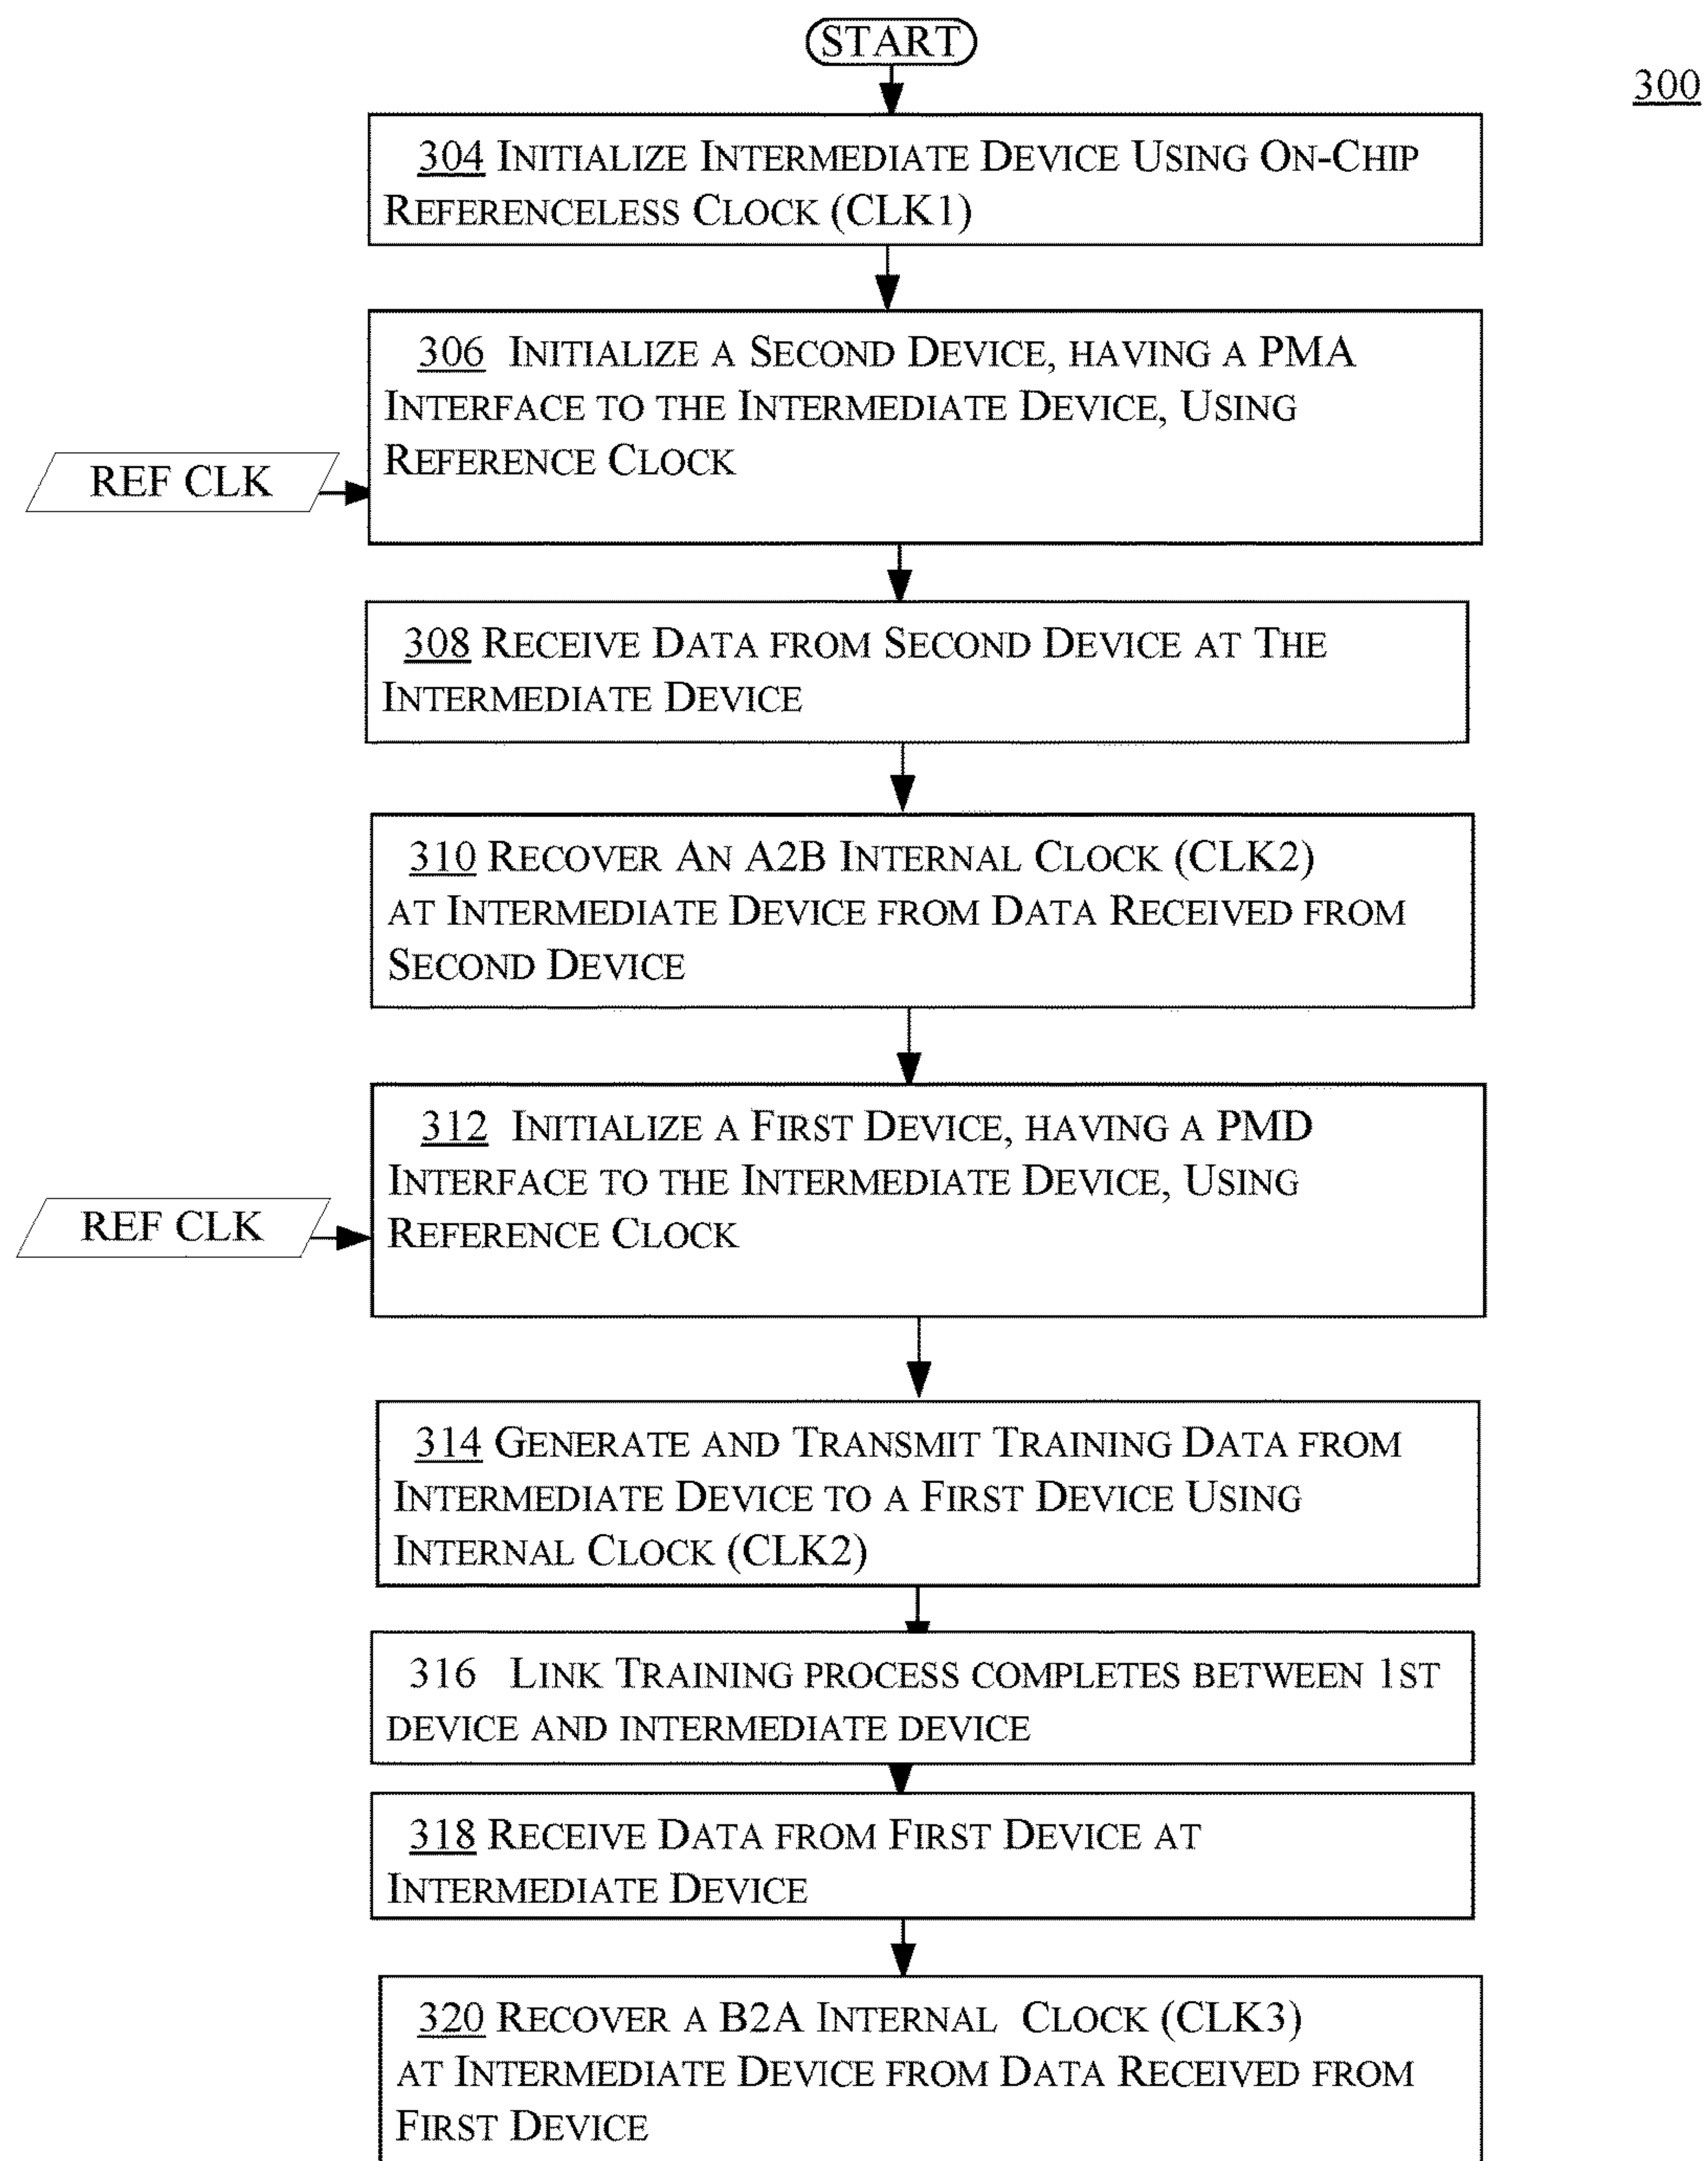 START
300
304 INITIALIZE INTERMEDIATE DEVICE USING ON-CHIP
REFERENCELESS CLOCK (CLK1)
306 INITIALIZE A SECOND DEVICE, HAVING A PMA
INTERFACE TO THE INTERMEDIATE DEVICE, USING
REFERENCE CLOCK
REF CLK
308 RECEIVE DATA FROM SECOND DEVICE AT THE
INTERMEDIATE DEVICE
310 RECOVER AN A2B INTERNAL CLOCK (CLK2)
AT INTERMEDIATE DEVICE FROM DATA RECEIVED FROM
SECOND DEVICE
312 INITIALIZE A FIRST DEVICE, HAVING A PMD
INTERFACE TO THE INTERMEDIATE DEVICE, USING
REFERENCE CLOCK
REF CLK
314 GENERATE AND TRANSMIT TRAINING DATA FROM
INTERMEDIATE DEVICE TO A FIRST DEVICE USING
INTERNAL CLOCK (CLK2)
316 LINK TRAINING PROCESS COMPLETES BETWEEN 1ST
DEVICE AND INTERMEDIATE DEVICE
318 RECEIVE DATA FROM FIRST DEVICE AT
INTERMEDIATE DEVICE
320 RECOVER A B2A INTERNAL CLOCK (CLK3)
AT INTERMEDIATE DEVICE FROM DATA RECEIVED FROM
FIRST DEVICE